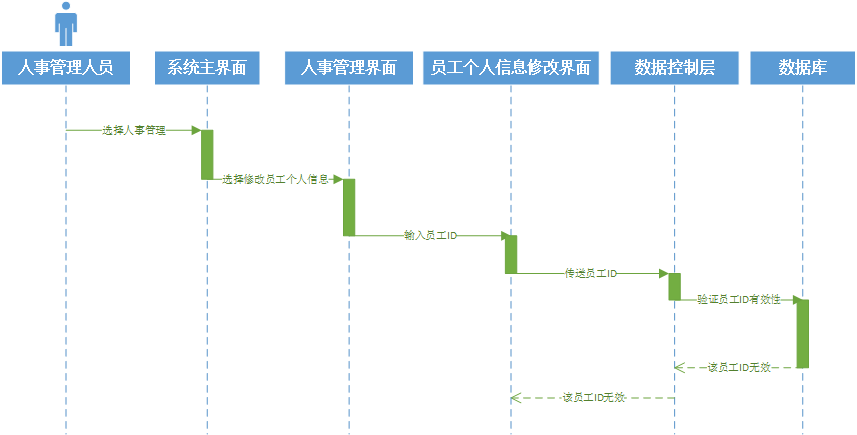 人事管理人员
系统主界面
人事管理界面
员工个人信息修改界面
数据控制层
数据库
选择人事管理
选择修改员工个人信息
输入员工ID
传送员工ID
验证员工ID有效性
该员工ID无效
该员工ID无效